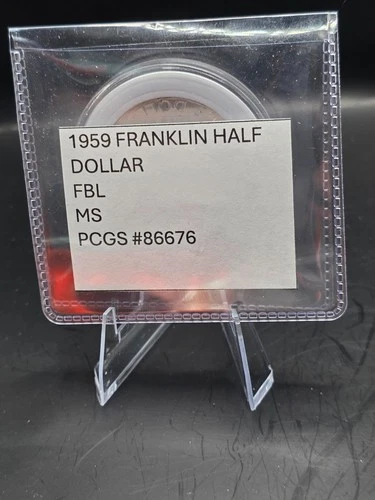 1959 FRANKLIN HALF
DOLLAR
FBL
MS
PCGS #86676